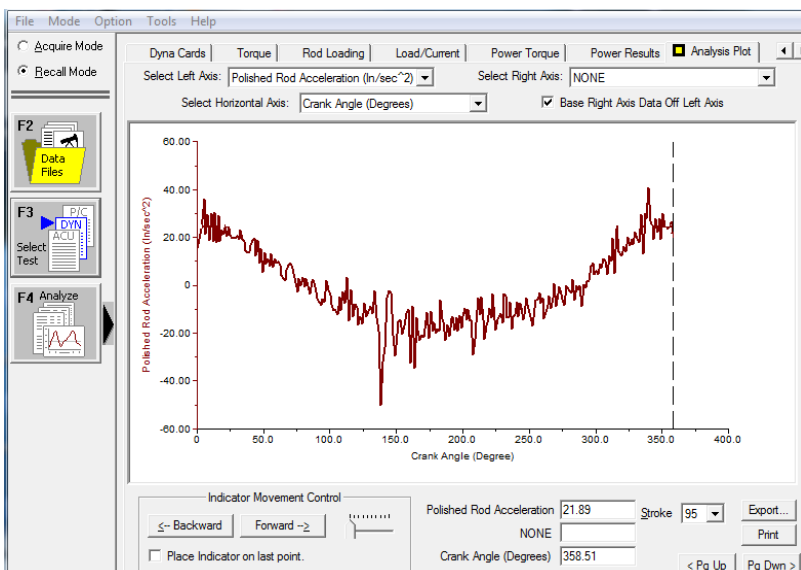 File Mode Option Tools Help
Acquire Mode
Recall Mode
Dyna Cards Torque Rod Loading Load/Current Power Torque Power Results Analysis Plot
Select Left Axis: Polished Rod Acceleration (In/sec^2) Select Right Axis: NONE
Select Horizontal Axis: Crank Angle (Degrees) Base Right Axis Data Off Left Axis
F2
Data
Files
F3
P/C
DYN
ACU
Select
Test
F4 Analyze
Polished Rod Acceleration (In/sec^2)
60.00
40.00
20.00
0
-20.00
-40.00
-60.00
0 50.0 100.0 150.0 200.0 250.0 300.0 350.0 400.0
Crank Angle (Degree)
Indicator Movement Control
<-- Backward Forward -->
Place Indicator on last point.
Polished Rod Acceleration 21.89 Stroke 95 Export...
NONE Print
Crank Angle (Degrees) 358.51
< Pg Up Pg Dwn >